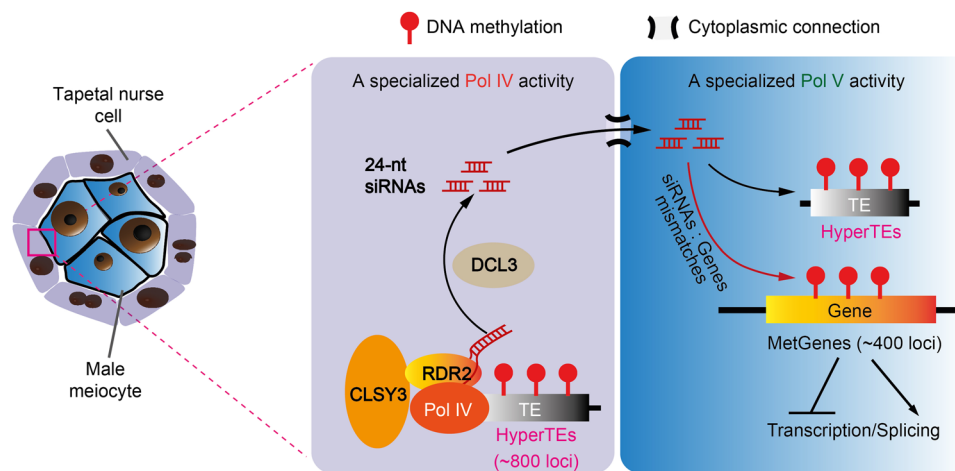 DNA methylation
Cytoplasmic connection
Tapetal nurse
cell
Male
meiocyte
A specialized Pol IV activity
24-nt
siRNAs
DCL3
CLSY3
RDR2
Pol IV
TE
HyperTEs
(~800 loci)
A specialized Pol V activity
siRNAs : Genes
mismatches
TE
HyperTEs
Gene
MetGenes (~400 loci)
Transcription/Splicing